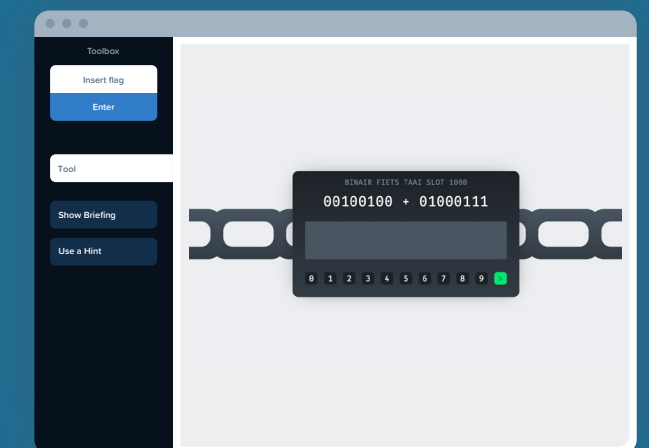 Toolbox
Insert flag
Enter
Tool
Show Briefing
Use a Hint
BINAIR FIETS TAAI SLOT 1000
00100100 + 01000111
0 1 2 3 4 5 6 7 8 9 >